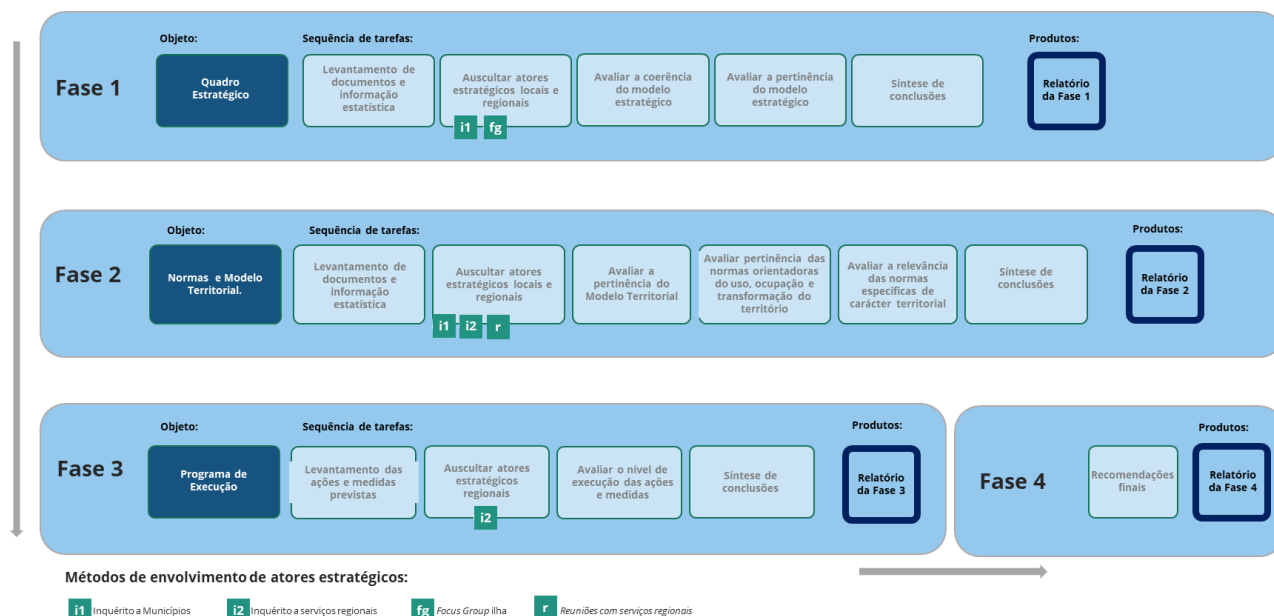 Objeto:
Sequência de tarefas:
Produtos:
Fase 1
Quadro
Estratégico
Levantamento de
documentos e
informação
estatística
Auscultar atores
estratégicos locais e
regionais
i1 fg
Avaliar a coerência
do modelo
estratégico
Avaliar a pertinência
do modelo
estratégico
Síntese de
conclusões
Relatório
da Fase 1
Objeto:
Sequência de tarefas:
Produtos:
Fase 2
Normas e Modelo
Territorial.
Levantamento de
documentos e
informação
estatística
Auscultar atores
estratégicos locais e
regionais
i1 i2 r
Avaliar a
pertinência do
Modelo Territorial
Avaliar pertinência das
normas orientadoras
do uso, ocupação e
transformação do
território
Avaliar a relevância
das normas
específicas de
carácter territorial
Síntese de
conclusões
Relatório
da Fase 2
Objeto:
Sequência de tarefas:
Produtos:
Fase 3
Programa de
Execução
Levantamento das
ações e medidas
previstas
Auscultar atores
estratégicos
regionais
i2
Avaliar o nível de
execução das ações
e medidas
Síntese de
conclusões
Relatório
da Fase 3
Produtos:
Fase 4
Recomendações
finais
Relatório
da Fase 4
Métodos de envolvimento de atores estratégicos:
i1 Inquérito a Municípios
i2 Inquérito a serviços regionais
fg Focus Group ilha
r Reuniões com serviços regionais